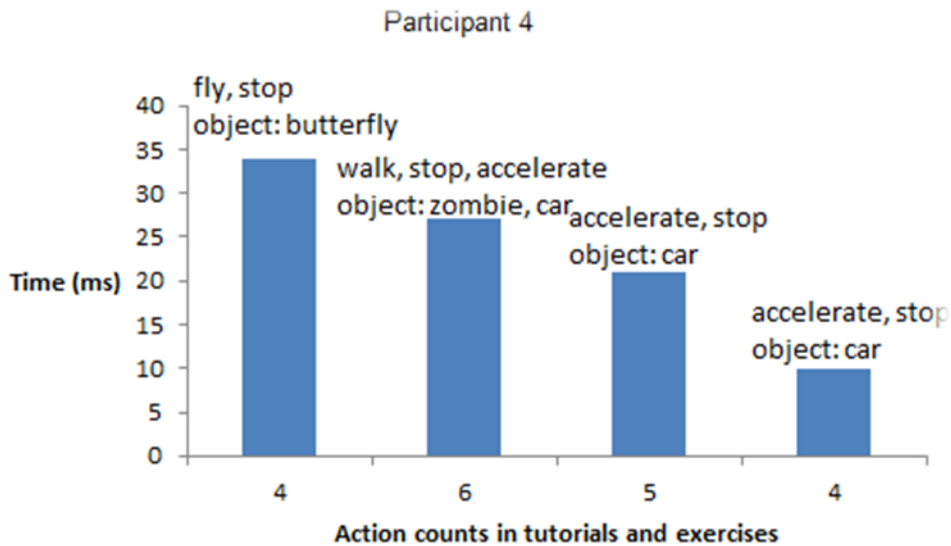 Participant 4
fly, stop
object: butterfly
walk, stop, accelerate
object: zombie, car
accelerate, stop
object: car
accelerate, stop
object: car
40
35
30
25
20
15
10
5
0
Time (ms)
4
6
5
4
Action counts in tutorials and exercises